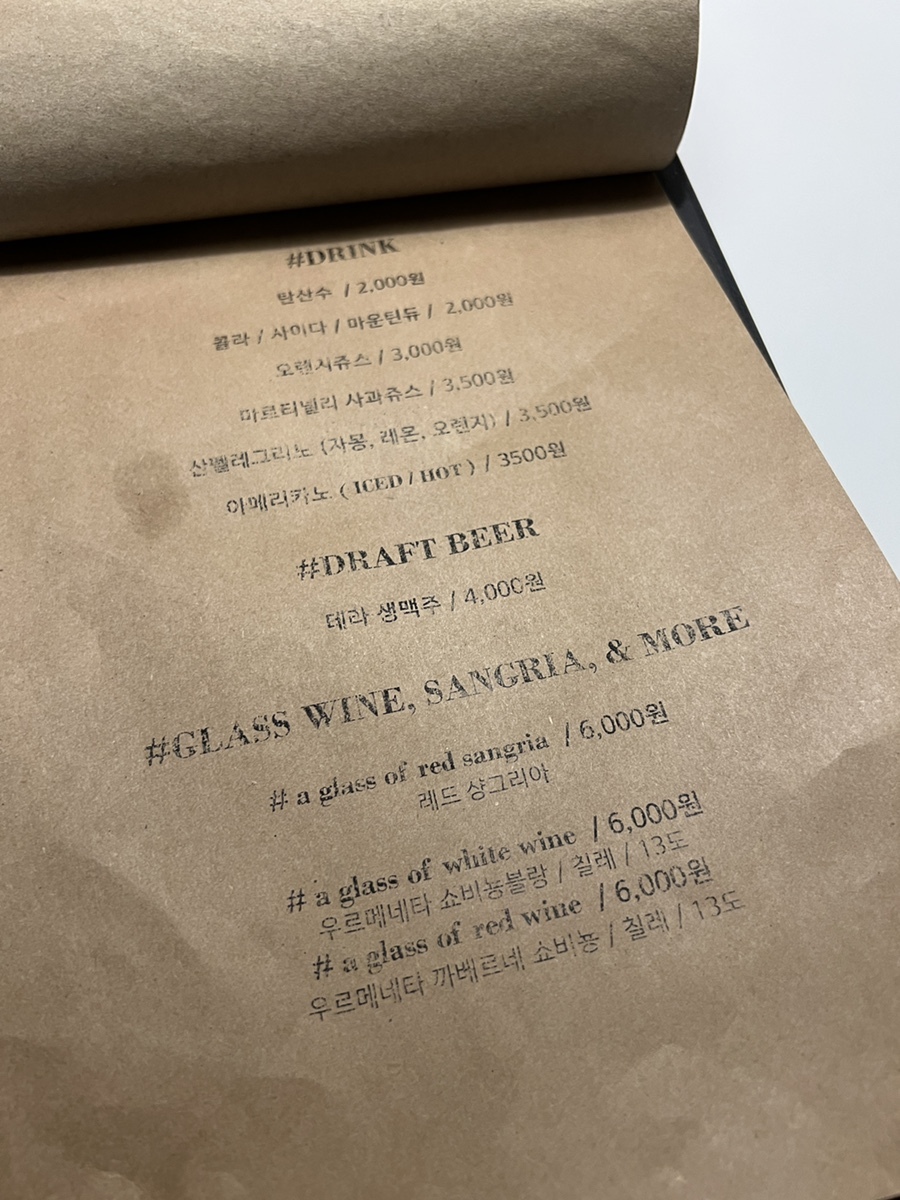 #DRINK
탄산수 / 2,000원
콜라 / 사이다 / 마운틴듀 / 2,000원
오렌지쥬스 / 3,000원
마르티넬리 사과쥬스 / 3,500원
산펠레그리노 (자몽, 레몬, 오렌지) / 3,500원
아메리카노 ( ICED / HOT ) / 3500원
#DRAFT BEER
테라 생맥주 / 4,000원
#GLASS WINE, SANGRIA, & MORE
# a glass of red sangria / 6,000원
레드 샹그리아
# a glass of white wine / 6,000원
우르메네타 쇼비뇽블랑 / 칠레 / 13도
# a glass of red wine / 6,000원
우르메네타 까베르네 쇼비뇽 / 칠레 / 13도